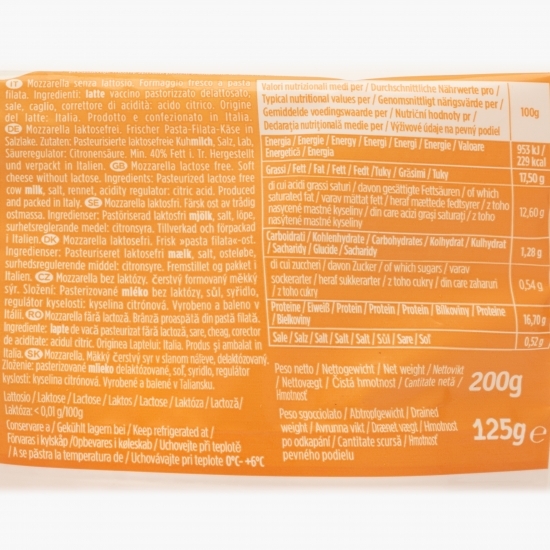 IT Mozzarella senza lattosio. Formaggio fresco a pasta
filata. Ingredienti: latte vaccino pastorizzato delattosato,
sale, caglio, correttore di acidità: acido citrico. Origine
del latte: Italia. Prodotto e confezionato in Italia.
DE Mozzarella laktosefrei. Frischer Pasta-Filata-Käse in
Salzlake. Zutaten: Pasteurisierte laktosefreie Kuhmilch, Salz, Lab,
Säureregulator: Citronensäure. Min. 40% Fett i. Tr. Hergestellt
und verpackt in Italien. GB Mozzarella lactose free. Soft
cheese without lactose. Ingredients: Pasteurized lactose free
cow milk, salt, rennet, acidity regulator: citric acid. Produced
and packed in Italy. SE Mozzarella laktosfri. Färsk ost av trådig
ostmassa. Ingredienser: Pastöriserad laktosfri mjölk, salt, löpe,
surhetsreglerande medel: citronsyra. Tillverkad och förpackad
i Italien. DK Mozzarella laktosfri. Frisk »pasta filata«-ost.
Ingredienser: Pasteuriseret laktosefri mælk, salt, osteløbe,
surhedsregulerende middel: citronsyre. Fremstillet og pakket i
Italien. CZ Mozzarella bez laktózy. Čerstvý formovaný měkký
sýr. Složení: Pasterizované mléko bez laktózy, sůl, syřidlo,
regulátor kyselosti: kyselina citrónová. Vyrobeno a baleno v
Itálii. RO Mozzarella fără lactoză. Brânză proaspătă din pastă filată.
Ingrediente: lapte de vacă pasteurizat fără lactoză, sare, cheag, corector
de aciditate: acidul citric. Originea laptelui: Italia. Produs și ambalat în
Italia. SK Mozzarella. Mäkký čerstvý syr v slanom náleve, delaktózovaný.
Zloženie: pasterizované mlieko delaktózované, soľ, syridlo, regulátor
kyslosti: kyselina citrónová. Vyrobené a balené v Taliansku.
Lattosio / Laktose / Lactose / Laktos / Lactose / Laktóza / Lactoză/
Laktóza: < 0,01 g/100g
Conservare a / Gekühlt lagern bei / Keep refrigerated at /
Förvaras i kylskåp /Opbevares i køleskab / Uchovejte při teplotě
/ A se păstra la temperatura de / Uchovávajte pri teplote 0°C- +6°C
Valori nutrizionali medi per / Durchschnittliche Nährwerte pro /
Typical nutritional values per / Genomsnittligt näringsvärde per /
Gemiddelde voedingswaarde per / Nutriční hodnoty pr /
Declarația nutrițională medie per / Výživové údaje na pevný podiel
100g
Energia / Energie / Energy / Energi / Energi / Energie / Valoare
Energetică / Energia
953 kJ /
229 kcal
Grassi / Fett / Fat / Fett / Fedt /Tuky / Grăsimi / Tuky
17,50 g
di cui acidi grassi saturi / davon gesättigte Fettsäuren / of which
saturated fat / varav mättat fett / heraf mættede fedtsyrer / z toho
nasycené mastné kyseliny / din care acizi grași saturați / z toho
nasýtené mastné kyseliny
12,60 g
Carboidrati / Kohlenhydrate / Carbohydrates / Kolhydrat / Kulhydrat
/ Sacharidy / Glucide / Sacharidy
1,28 g
di cui zuccheri / davon Zucker / of which sugars / varav
sockerarter / heraf sukkerarter / z toho cukry / din care zaharuri
/ z toho cukry
0,54 g
Proteine / Eiweiß / Protein / Protein / Protein / Bílkoviny / Proteine
/ Bielkoviny
16,70 g
Sale / Salz / Salt / Salt / Salt / Sůl / Sare / Soľ
0,52 g
Peso netto / Nettogewicht / Net weight / Nettovikt
/ Nettovægt / Čistá hmotnost / Cantitate netă /
Hmotnosť
200g
Peso sgocciolato / Abtropfgewicht / Drained
weight / Avrunna vikt / Drænet vægt / Hmotnost
po odkapání / Cantitate scursă / Hmotnosť
pevného podielu
125g e